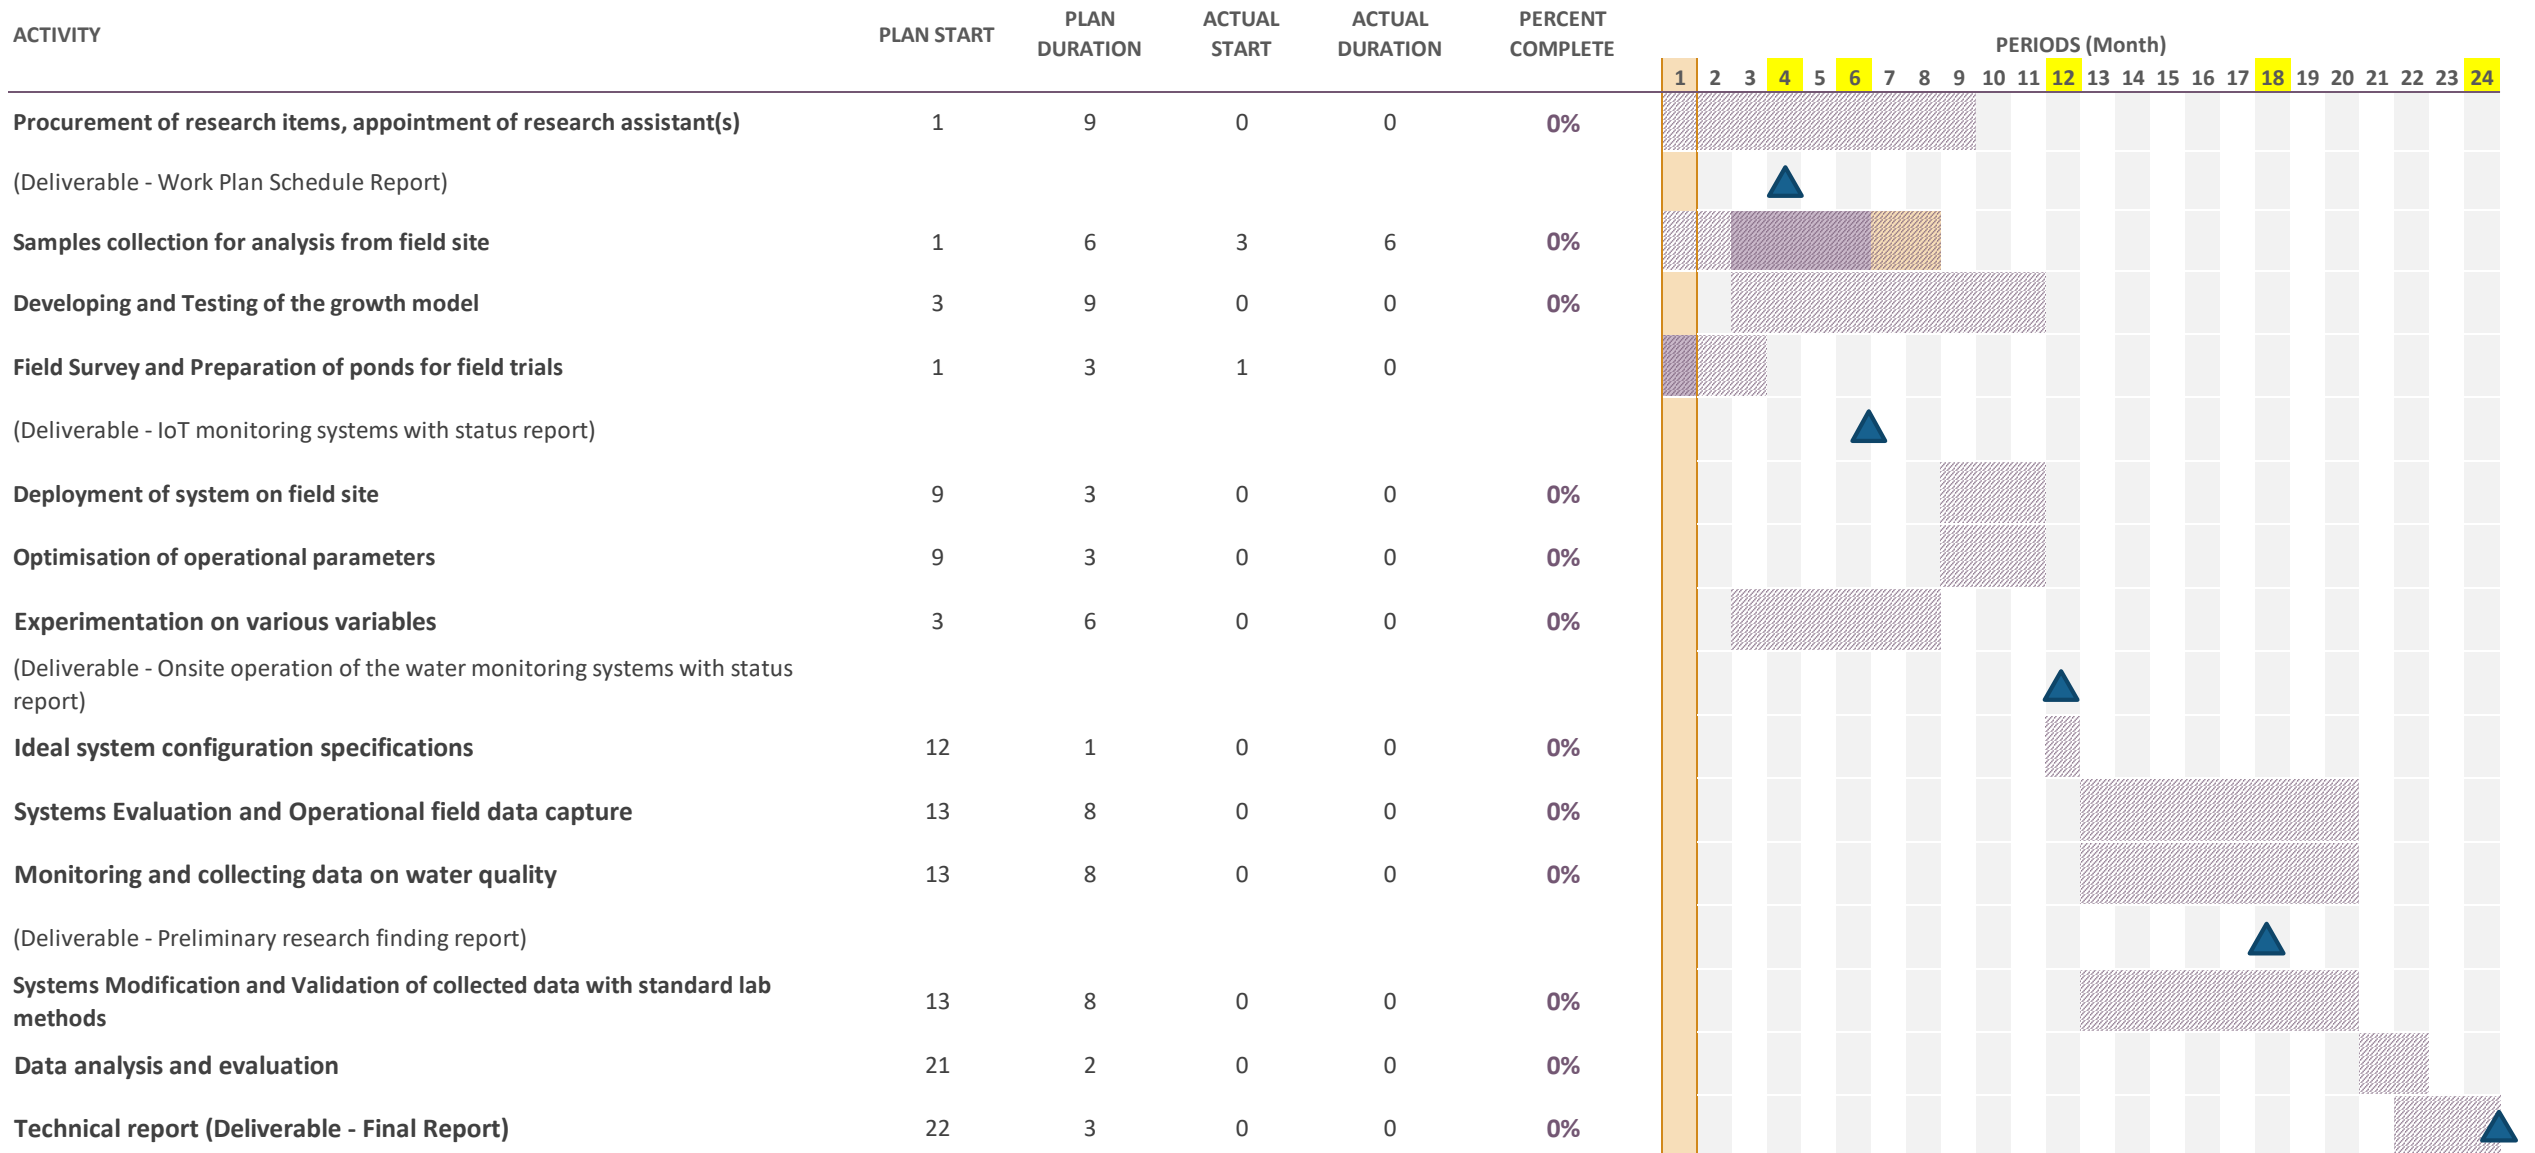 ACTIVITY PLAN START PLAN DURATION ACTUAL START ACTUAL DURATION PERCENT COMPLETE PERIODS (Month)
1 2 3 4 5 6 7 8 9 10 11 12 13 14 15 16 17 18 19 20 21 22 23 24
Procurement of research items, appointment of research assistant(s) 1 9 0 0 0%
(Deliverable - Work Plan Schedule Report)
Samples collection for analysis from field site 1 6 3 6 0%
Developing and Testing of the growth model 3 9 0 0 0%
Field Survey and Preparation of ponds for field trials 1 3 1 0
(Deliverable - IoT monitoring systems with status report)
Deployment of system on field site 9 3 0 0 0%
Optimisation of operational parameters 9 3 0 0 0%
Experimentation on various variables 3 6 0 0 0%
(Deliverable - Onsite operation of the water monitoring systems with status
report)
Ideal system configuration specifications 12 1 0 0 0%
Systems Evaluation and Operational field data capture 13 8 0 0 0%
Monitoring and collecting data on water quality 13 8 0 0 0%
(Deliverable - Preliminary research finding report)
Systems Modification and Validation of collected data with standard lab
methods 13 8 0 0 0%
Data analysis and evaluation 21 2 0 0 0%
Technical report (Deliverable - Final Report) 22 3 0 0 0%